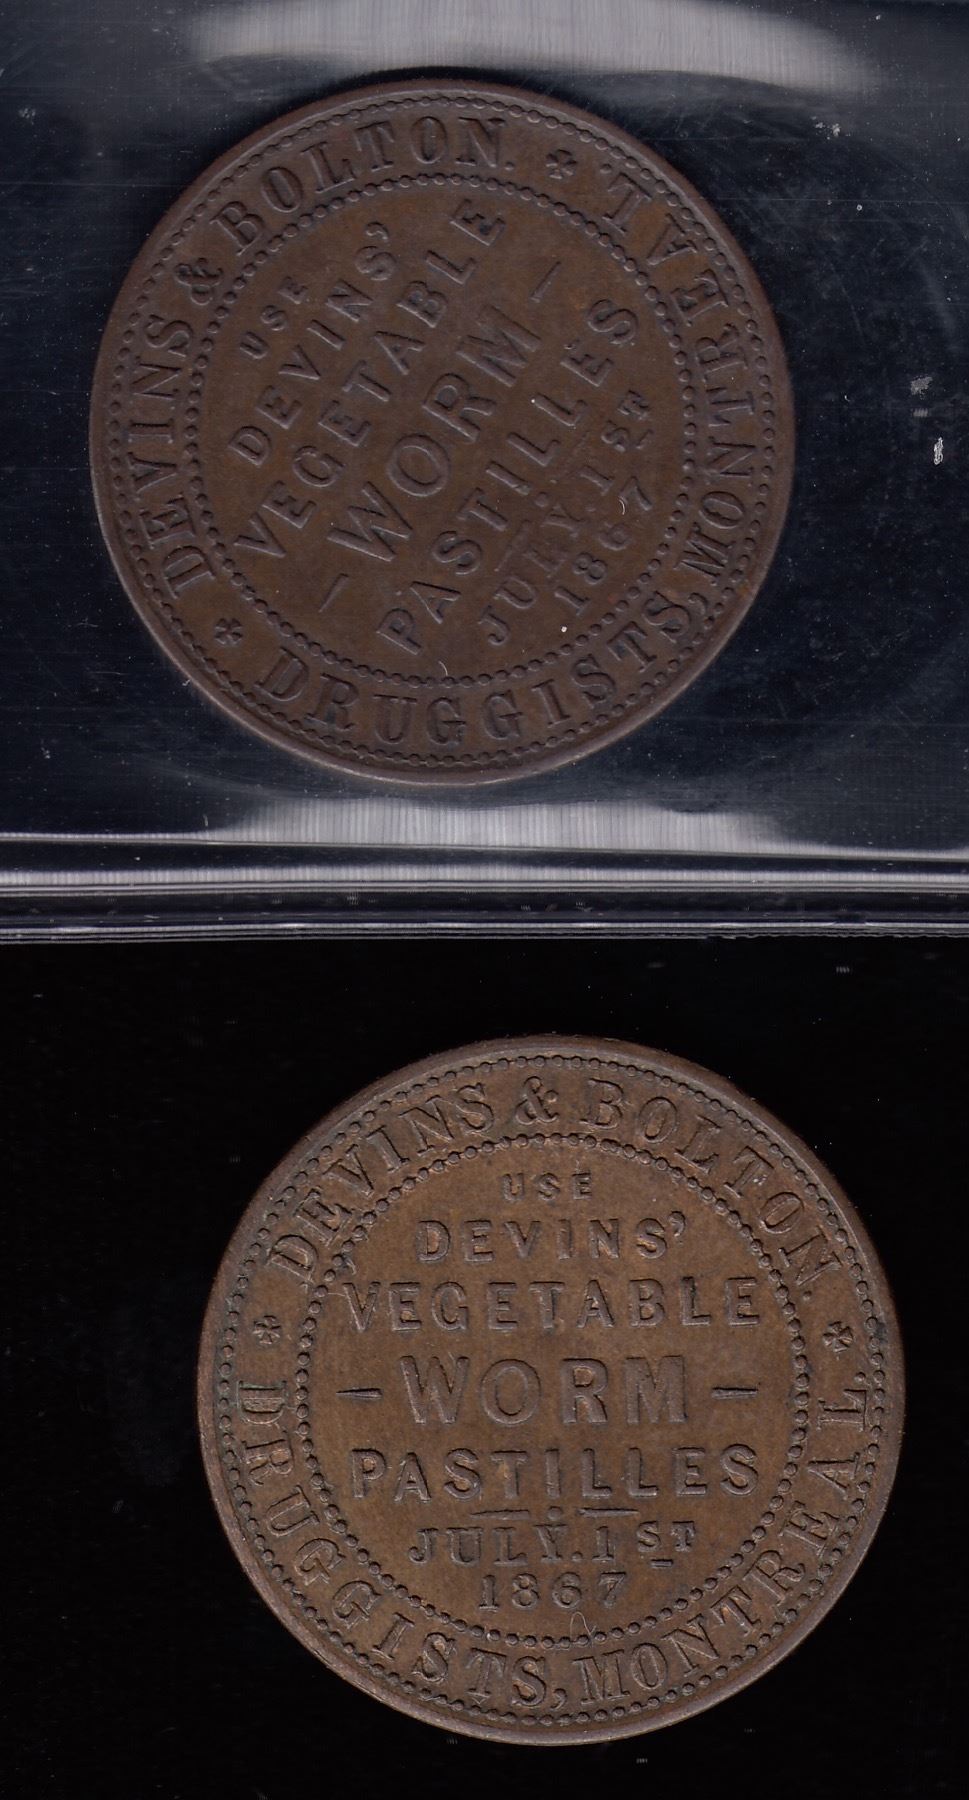 DEVINS & BOLTON.
DRUGGISTS, MONTREAL.
USE
DEVINS'
VEGETABLE
- WORM -
PASTILLES
JULY. 1ST
1867
DEVINS & BOLTON.
DRUGGISTS, MONTREAL.
USE
DEVINS'
VEGETABLE
- WORM -
PASTILLES
JULY. 1ST
1867